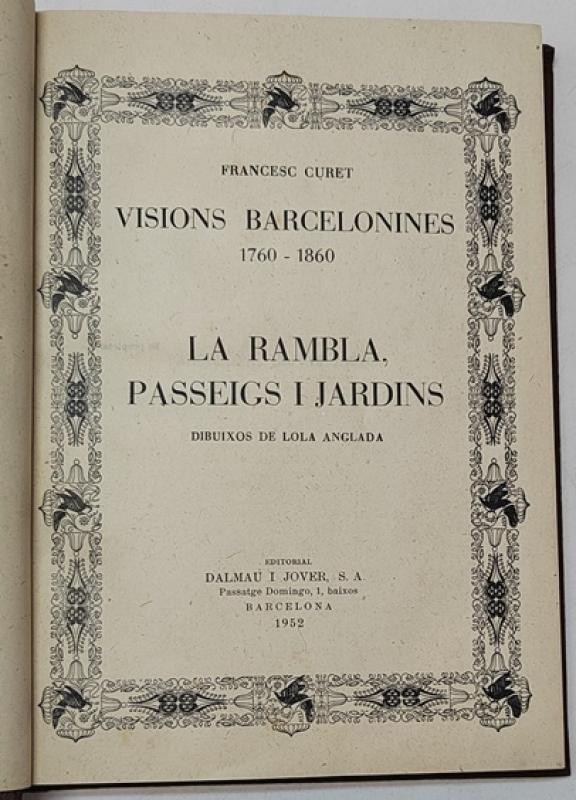 FRANCESC CURET
VISIONS BARCELONINES
1760 - 1860
LA RAMBLA,
PASSEIGS I JARDINS
DIBUIXOS DE LOLA ANGLADA
EDITORIAL
DALMAU I JOVER, S. A.
Passatge Domingo, 1, baixos
BARCELONA
1952